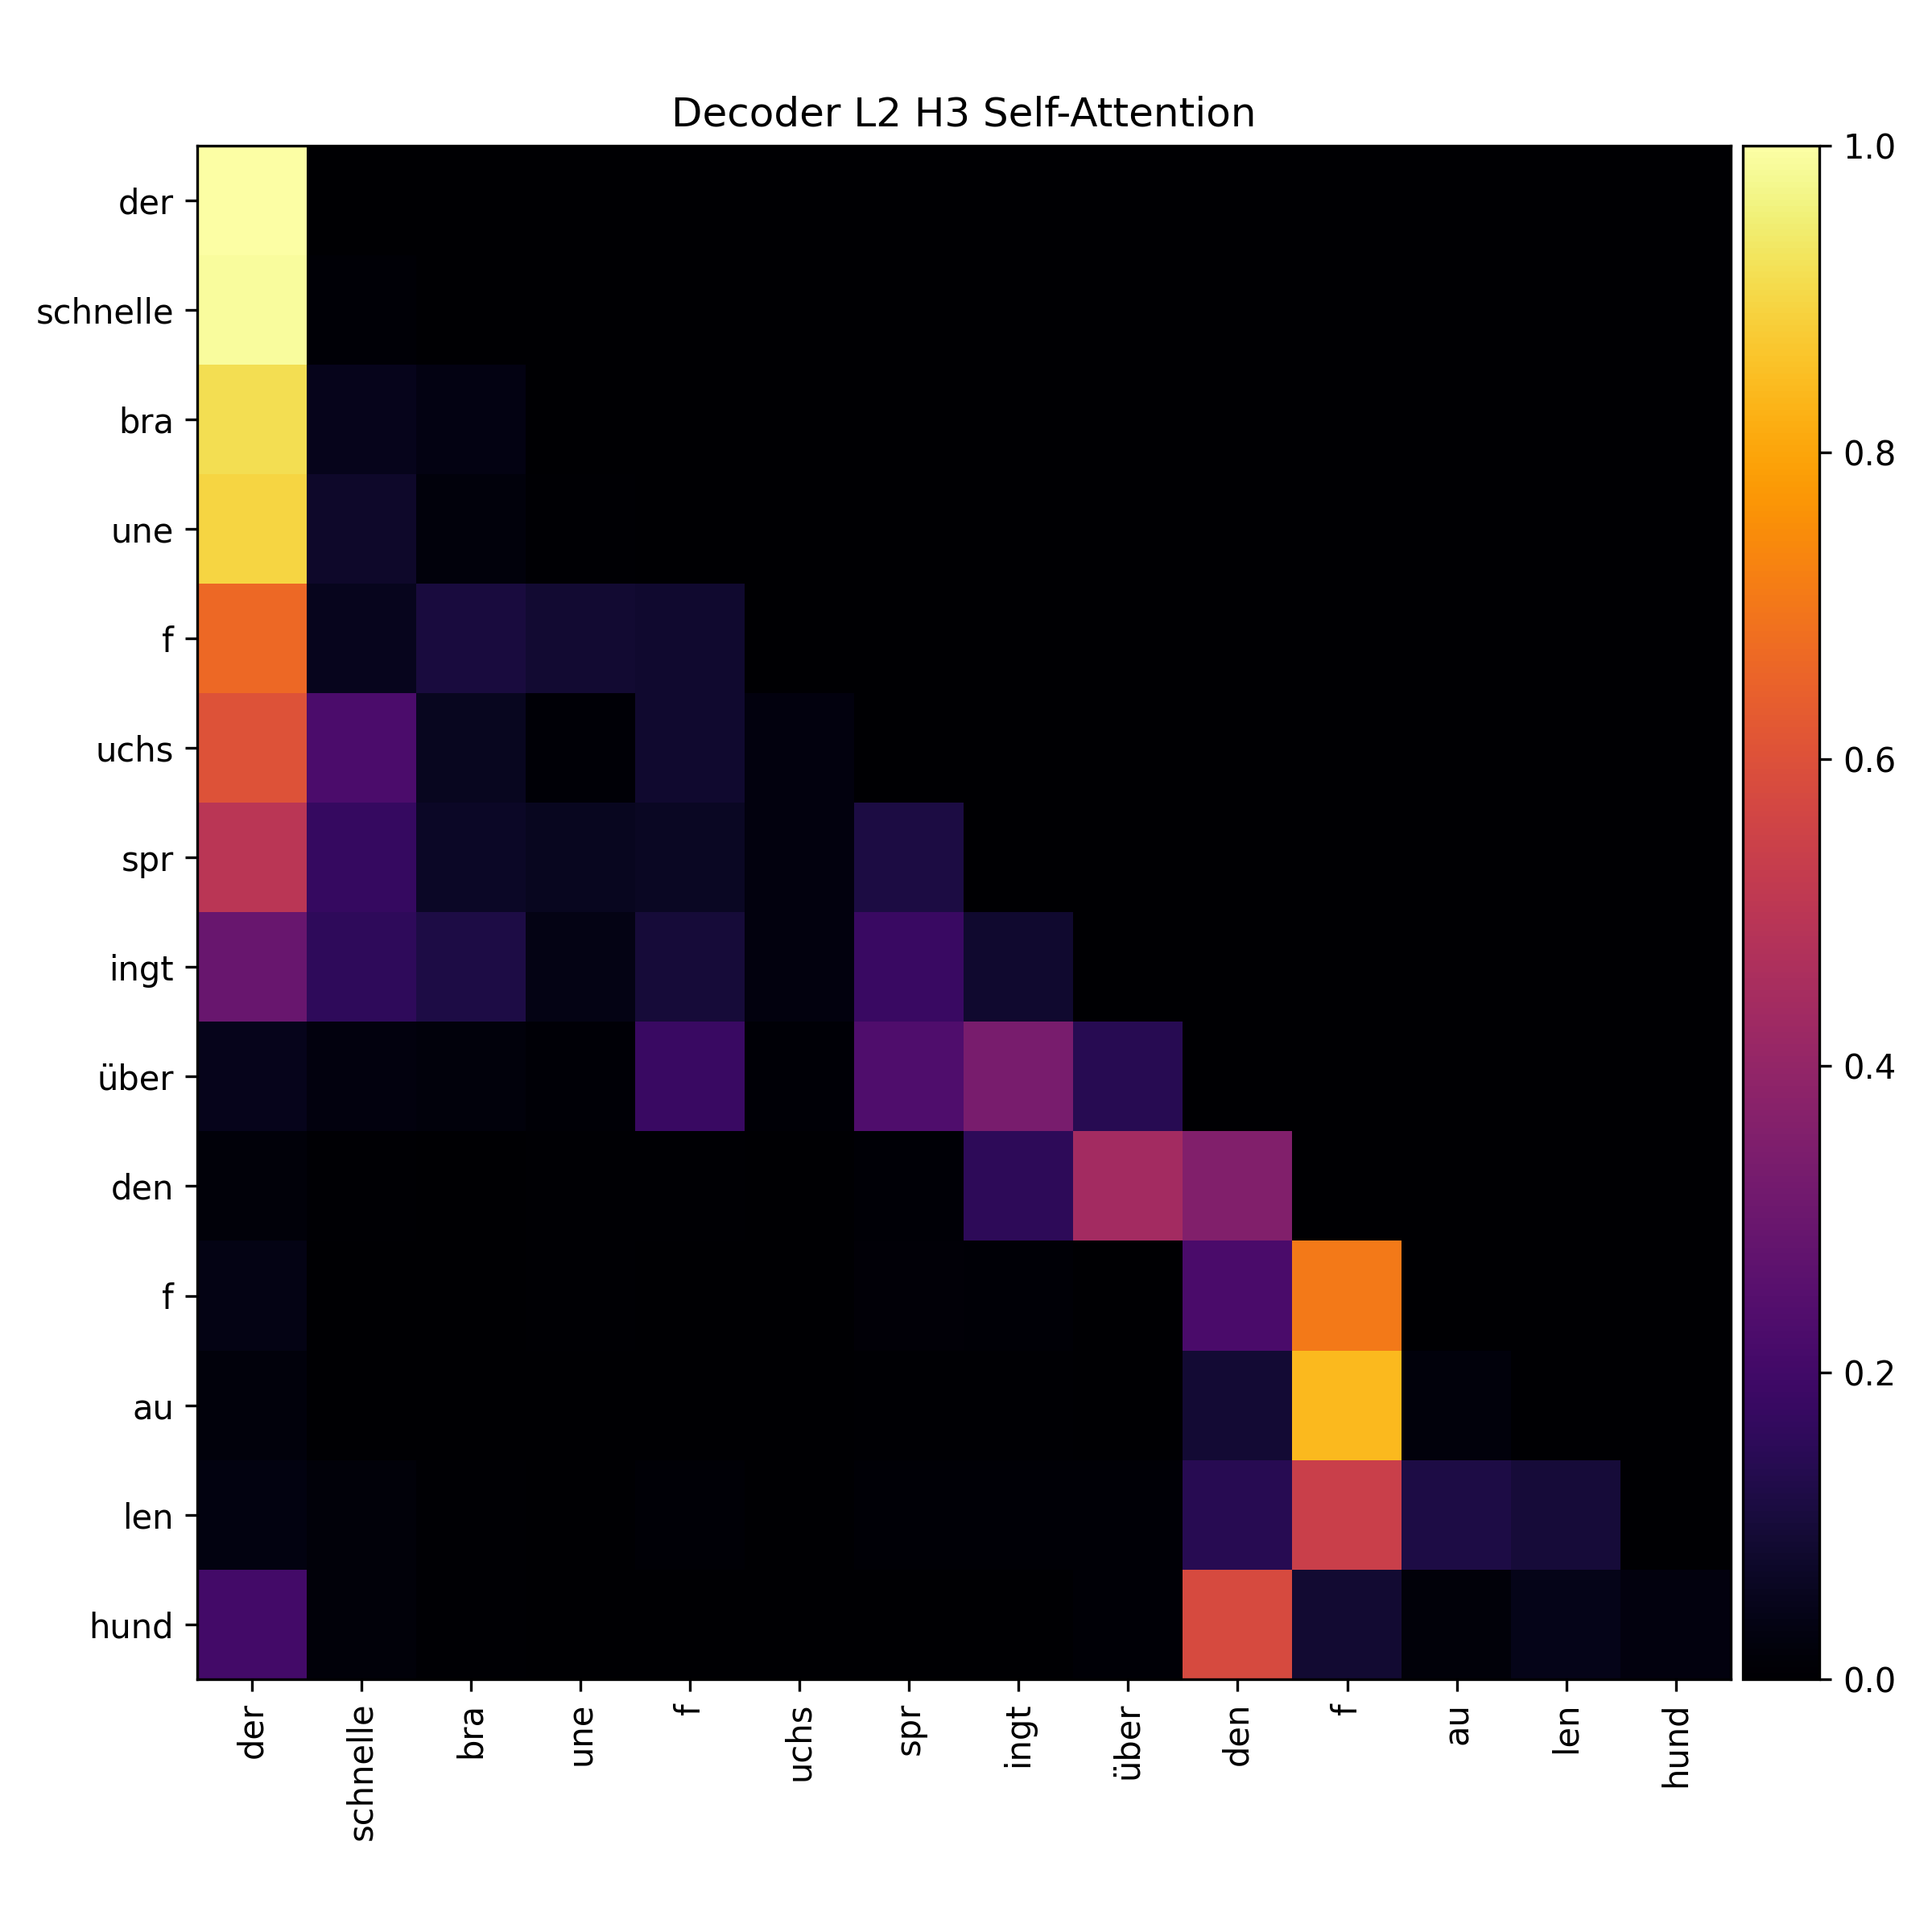 Decoder L2 H3 Self-Attention
der
schnelle
bra
une
f
uchs
spr
ingt
über
den
f
au
len
hund
der
schnelle
bra
une
f
uchs
spr
ingt
über
den
f
au
len
hund
1.0
0.8
0.6
0.4
0.2
0.0